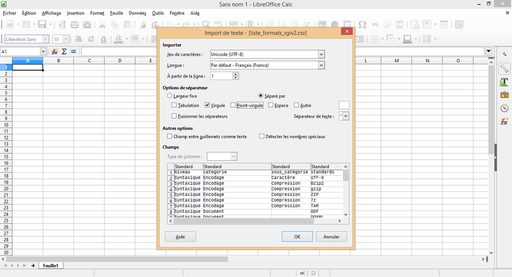 Sans nom 1 - LibreOffice Calc
Fichier Édition Affichage Insertion Format Feuille Données Outils Fenêtre Aide
Liberation Sans
A1
A B C H I J
Import de texte - [liste_formats_rgiv2.csv]
Importer
Jeu de caractères : Unicode (UTF-8)
Langue : Par défaut - Français (France)
À partir de la ligne : 1
Options de séparateur
Largeur fixe Séparé par
Tabulation Virgule Point-virgule Espace Autre
Fusionner les séparateurs Séparateur de texte :
Autres options
Champ entre guillemets comme texte Détecter les nombres spéciaux
Champs
Type de colonne :
Standard Standard Standard Standard
1 Niveau Catégorie Sous_catégorie Standards
2 Syntaxique Encodage Caractère UTF-8
3 Syntaxique Encodage Compression Bzip2
4 Syntaxique Encodage Compression gzip
5 Syntaxique Encodage Compression ZIP
6 Syntaxique Encodage Compression 7z
7 Syntaxique Encodage Compression TAR
8 Syntaxique Document ODF
Syntaxique Document OOXML
Aide OK Annuler
Feuille1